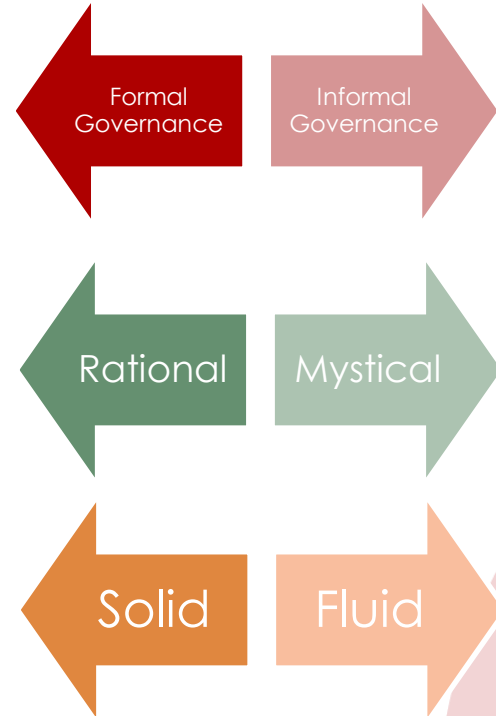 Formal
Governance
Informal
Governance
Rational
Mystical
Solid
Fluid